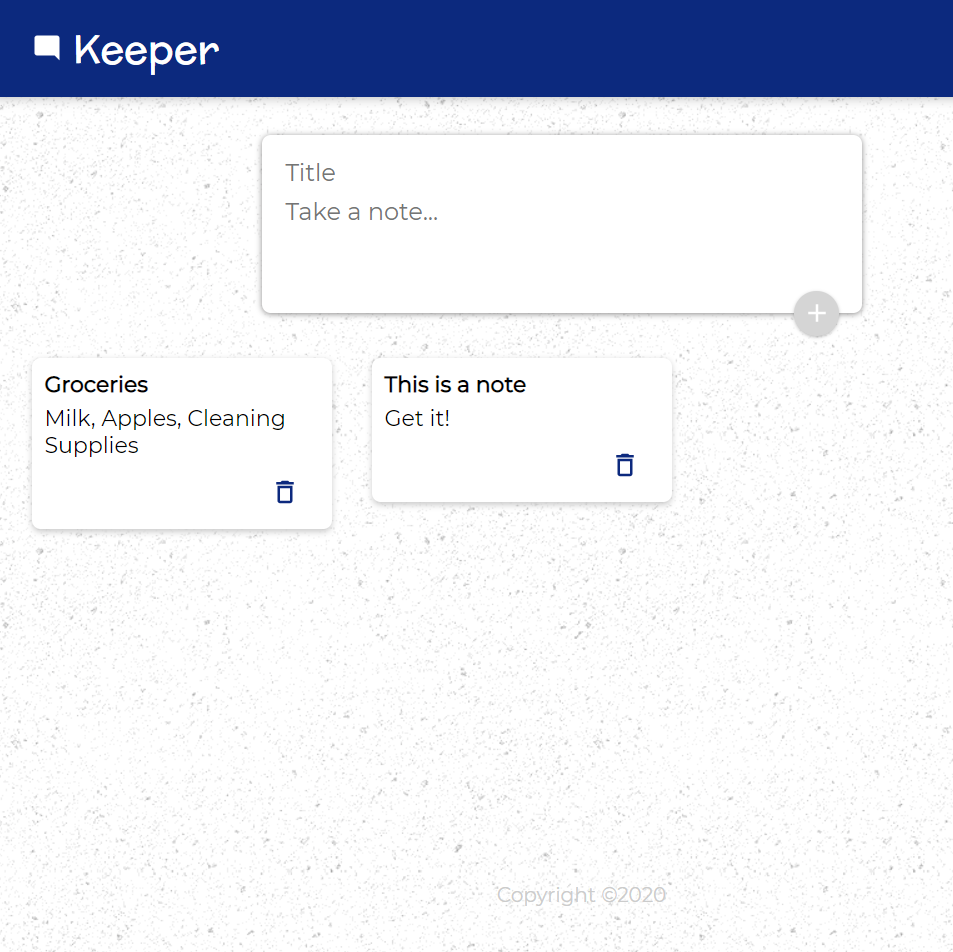 Keeper
Title
Take a note...
Groceries
Milk, Apples, Cleaning
Supplies
This is a note
Get it!
Copyright ©2020